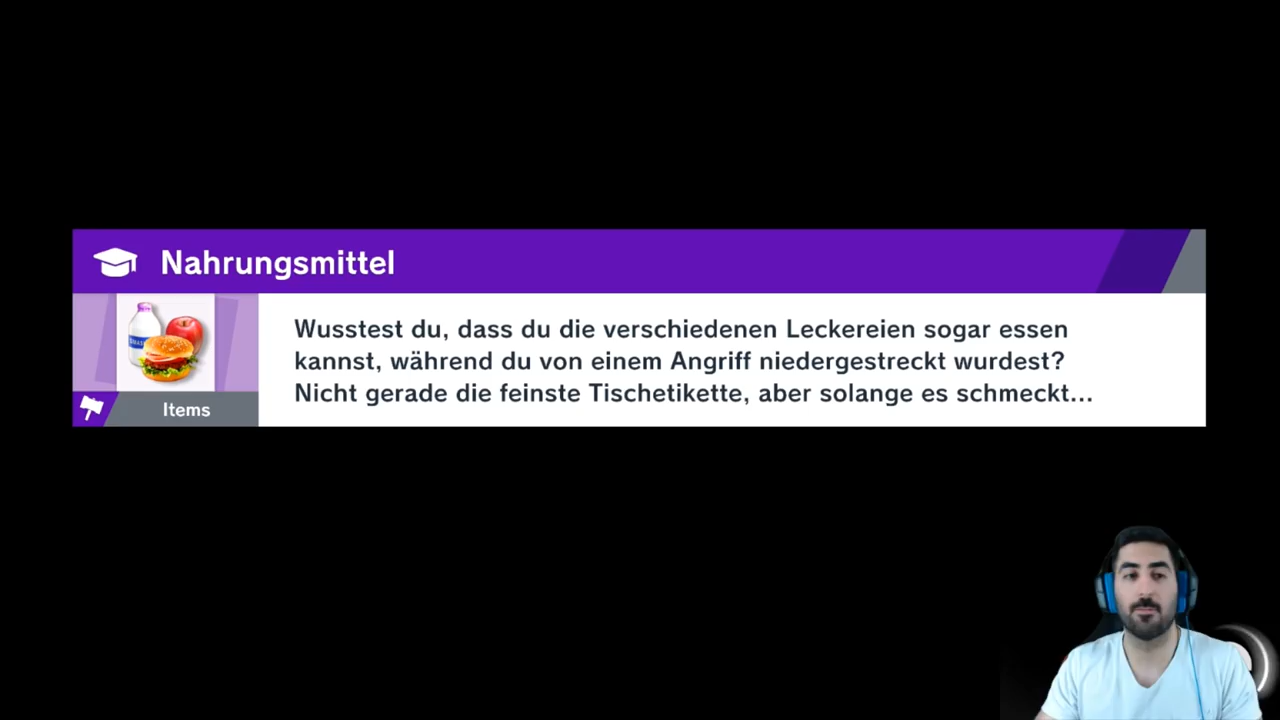 Nahrungsmittel
Wusstest du, dass du die verschiedenen Leckereien sogar essen
kannst, während du von einem Angriff niedergestreckt wurdest?
Nicht gerade die feinste Tischetikette, aber solange es schmeckt...
Items